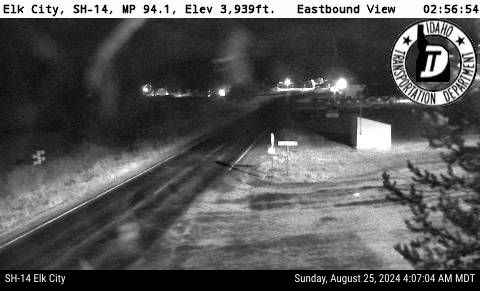 Elk City, SH-14, MP 94.1, Elev 3,939ft. Eastbound View 02:56:54
IDAHO
TRANSPORTATION DEPARTMENT
SH-14 Elk City Sunday, August 25, 2024 4:07:04 AM MDT